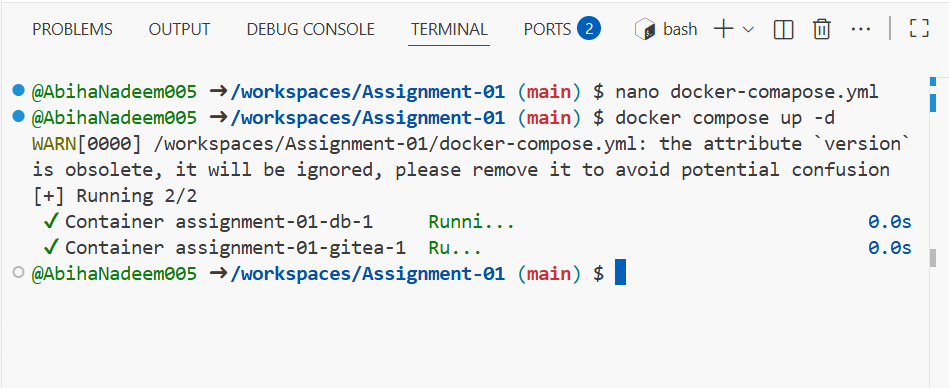 PROBLEMS OUTPUT DEBUG CONSOLE TERMINAL PORTS 2 bash
@AbihaNadeem005 ➜/workspaces/Assignment-01 (main) $ nano docker-comapose.yml
@AbihaNadeem005 ➜/workspaces/Assignment-01 (main) $ docker compose up -d
WARN[0000] /workspaces/Assignment-01/docker-compose.yml: the attribute `version`
is obsolete, it will be ignored, please remove it to avoid potential confusion
[+] Running 2/2
✓ Container assignment-01-db-1 Runni... 0.0s
✓ Container assignment-01-gitea-1 Ru... 0.0s
@AbihaNadeem005 ➜/workspaces/Assignment-01 (main) $